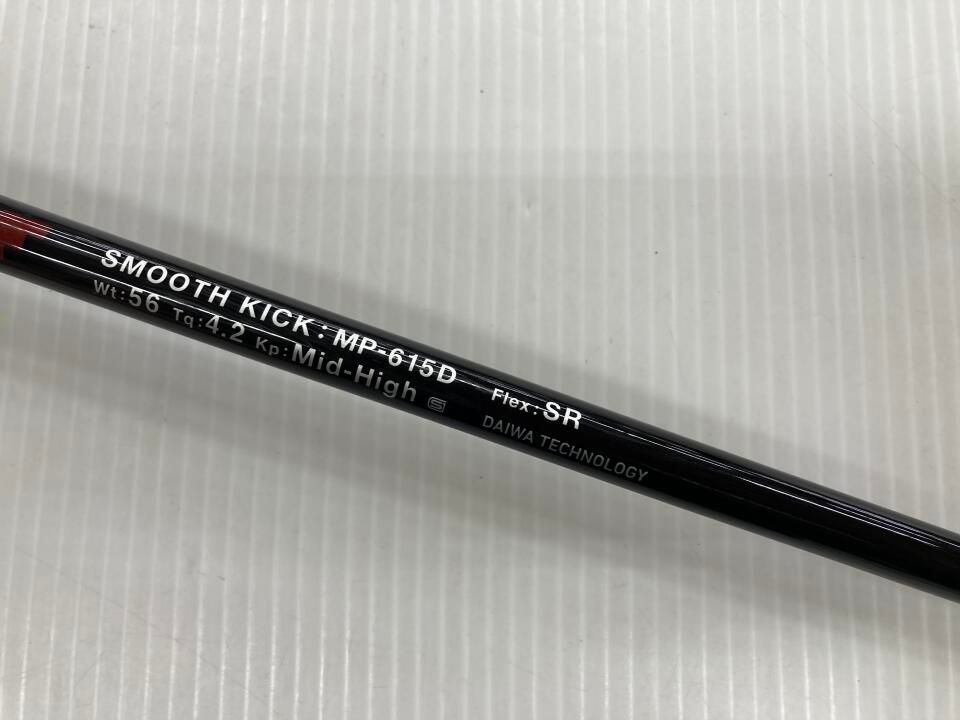 SMOOTH KICK: MP-615D Flex: SR
Wt:56 Tq:4.2 Kp:Mid-High
DAIWA TECHNOLOGY